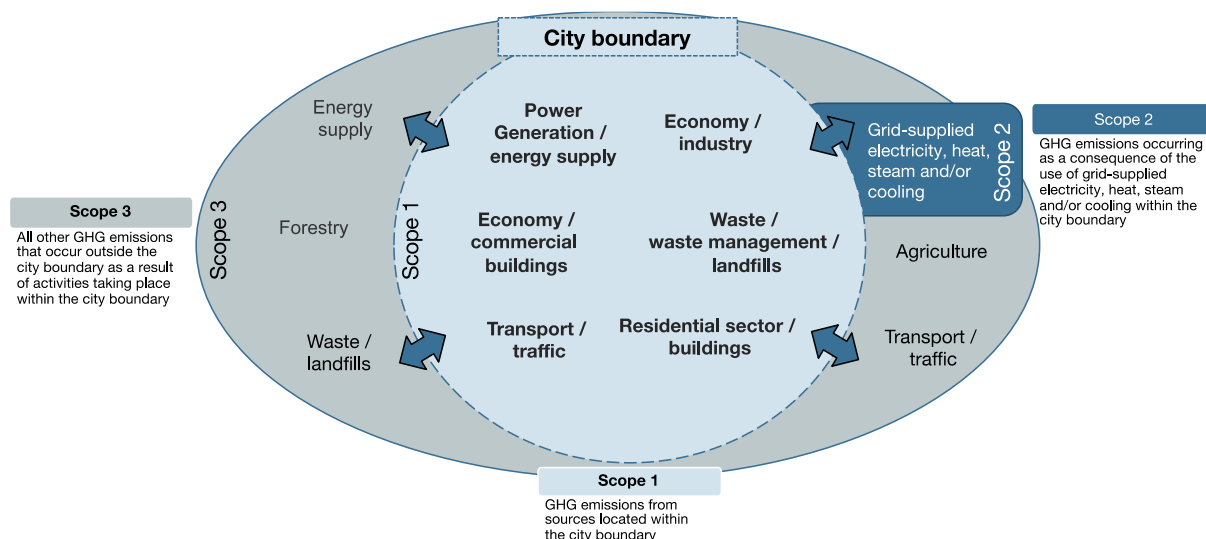 City boundary
Energy
supply
Power
Generation /
energy supply
Economy /
industry
Grid-supplied
electricity, heat,
steam and/or
cooling
Scope 2
Scope 2
GHG emissions occurring
as a consequence of the
use of grid-supplied
electricity, heat, steam
and/or cooling within the
city boundary
Scope 3
All other GHG emissions
that occur outside the
city boundary as a result
of activities taking place
within the city boundary
Scope 3
Forestry
Scope 1
Economy /
commercial
buildings
Waste /
waste management /
landfills
Agriculture
Waste /
landfills
Transport /
traffic
Residential sector /
buildings
Transport /
traffic
Scope 1
GHG emissions from
sources located within
the city boundary